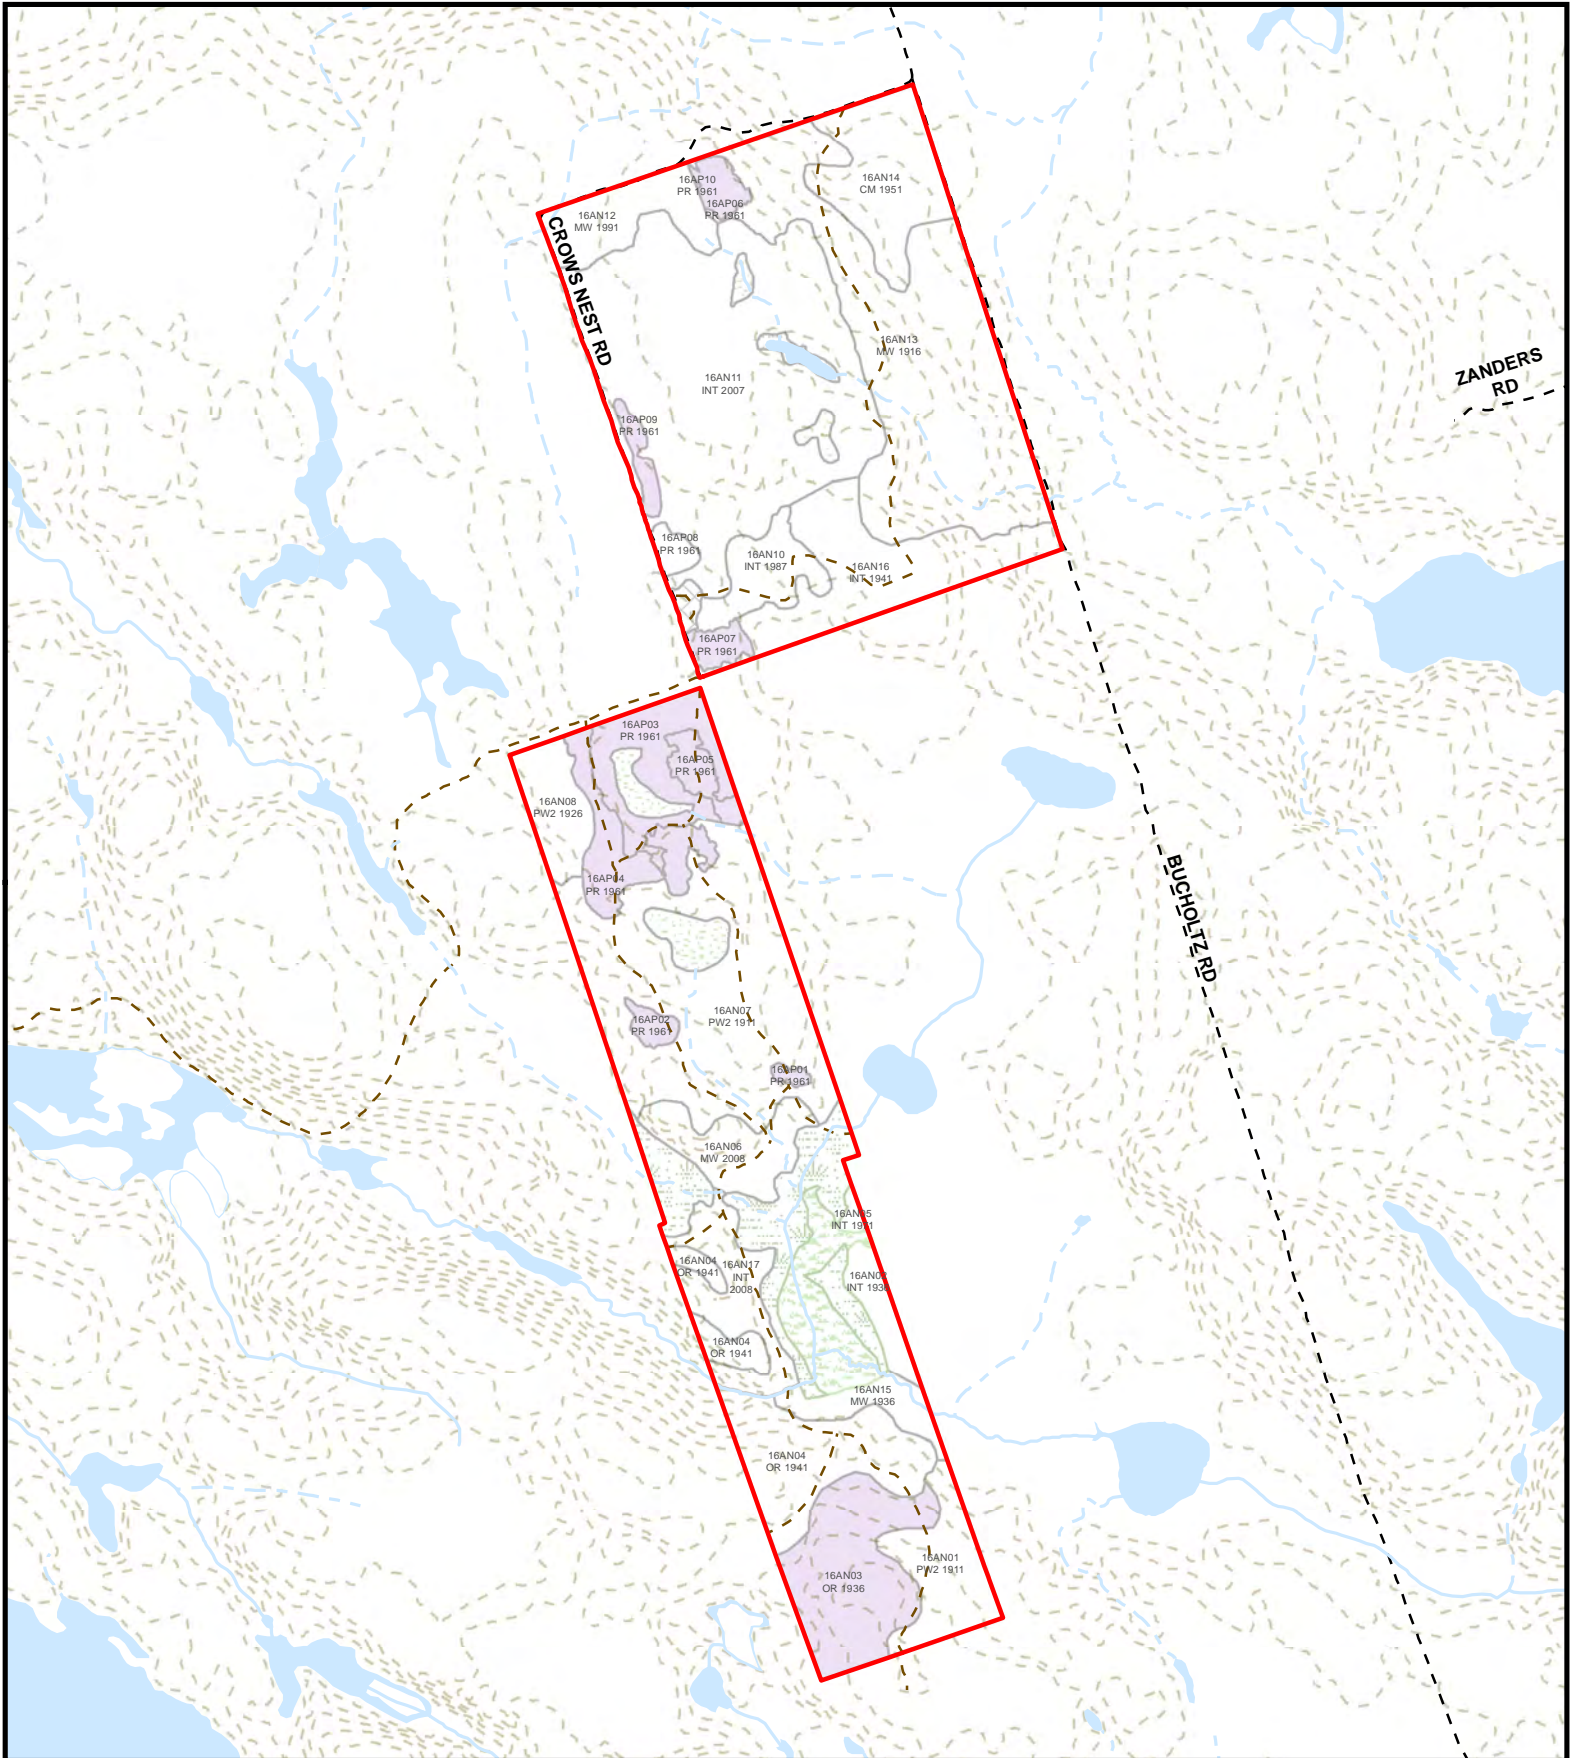 16AP10
PR 1961
16AN14
CM 1951
16AP06
PR 1961
16AN12
MW 1991
CROWS NEST RD
16AN13
MW 1916
ZANDERS
RD
16AN11
INT 2007
16AP09
PR 1961
16AP08
PR 1961
16AN10
INT 1987
16AN16
INT 1941
16AP07
PR 1961
16AP03
PR 1961
16AP05
PR 1961
16AN08
PW2 1926
16AP04
PR 1961
BUCHOLTZ RD
16AN07
PW2 1911
16AP02
PR 1961
16AP01
PR 1961
16AN06
MW 2008
16AN05
INT
16AN04
OR 1941
16AN17
INT
2008
INT 1936
16AN04
OR 1941
16AN15
MW 1936
16AN04
OR 1941
16AN01
PW2 1911
16AN03
OR 1936